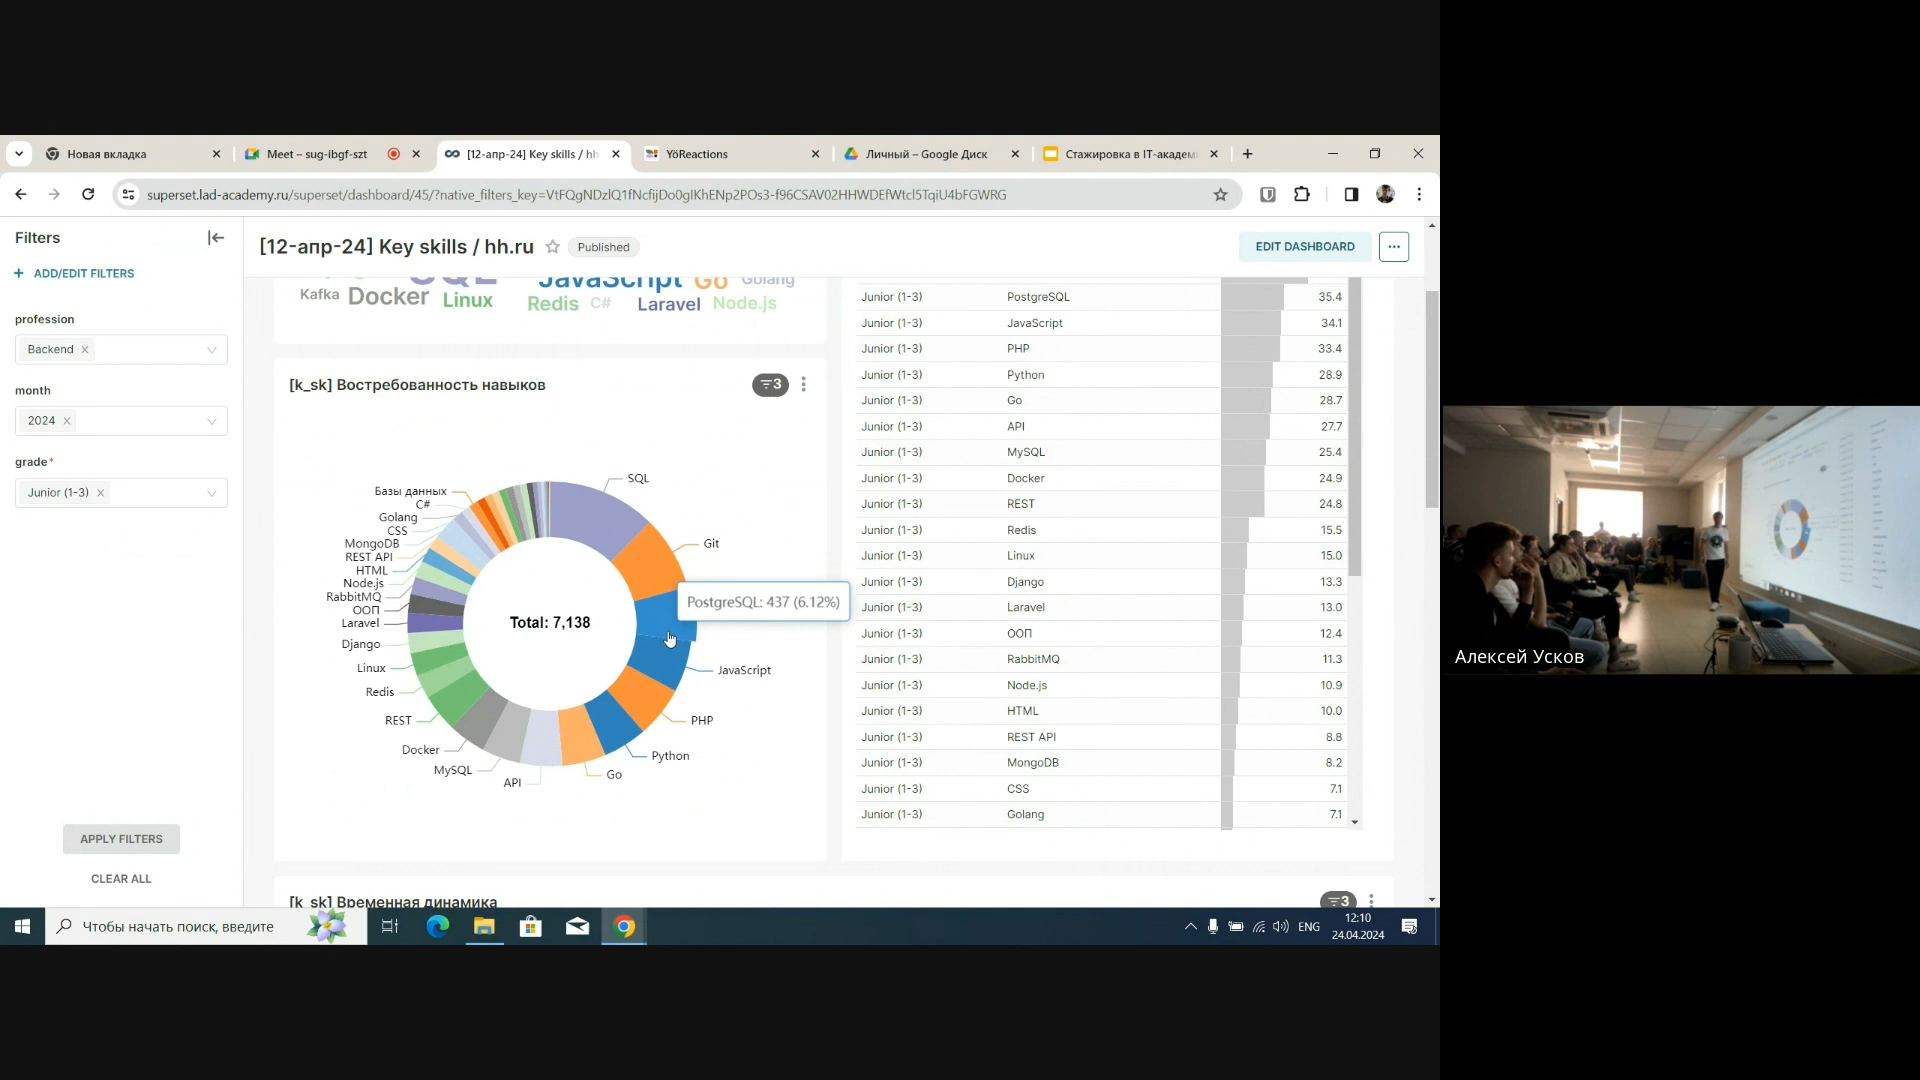 Новая вкладка
Meet – sug-ibgf-szt
[12-апр-24] Key skills / hh
YöReactions
Личный – Google Диск
Стажировка в IT-академ
superset.lad-academy.ru/superset/dashboard/45/?native_filters_key=VtFQgNDzlQ1fNcfijDo0gIKhENp2POs3-f96CSAV02HHWDEfWtcl5TqiU4bFGWRG
Filters
+ ADD/EDIT FILTERS
profession
Backend
month
2024
grade*
Junior (1-3)
APPLY FILTERS
CLEAR ALL
[12-апр-24] Key skills / hh.ru
Published
EDIT DASHBOARD
...
SQL JavaScript Go Golang
Kafka Docker Linux Redis C# Laravel Node.js
[k_sk] Востребованность навыков
3
SQL
Git
PostgreSQL: 437 (6.12%)
JavaScript
PHP
Python
Go
API
MySQL
Docker
REST
Redis
Linux
Django
Laravel
ООП
RabbitMQ
Node.js
HTML
REST API
MongoDB
CSS
Golang
C#
Базы данных
Total: 7,138
Junior (1-3) PostgreSQL 35.4
Junior (1-3) JavaScript 34.1
Junior (1-3) PHP 33.4
Junior (1-3) Python 28.9
Junior (1-3) Go 28.7
Junior (1-3) API 27.7
Junior (1-3) MySQL 25.4
Junior (1-3) Docker 24.9
Junior (1-3) REST 24.8
Junior (1-3) Redis 15.5
Junior (1-3) Linux 15.0
Junior (1-3) Django 13.3
Junior (1-3) Laravel 13.0
Junior (1-3) ООП 12.4
Junior (1-3) RabbitMQ 11.3
Junior (1-3) Node.js 10.9
Junior (1-3) HTML 10.0
Junior (1-3) REST API 8.8
Junior (1-3) MongoDB 8.2
Junior (1-3) CSS 7.1
Junior (1-3) Golang 7.1
[k_sk] Временная динамика
3
Чтобы начать поиск, введите
ENG
12:10
24.04.2024
Алексей Усков